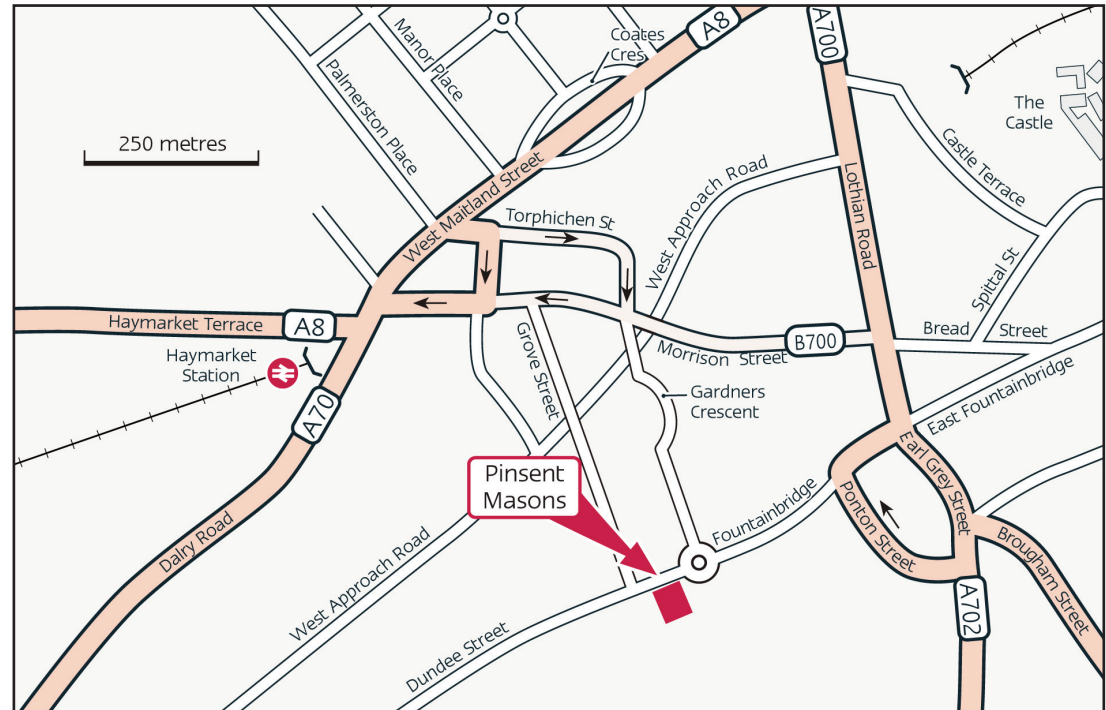 A8
A700
Coates
Cres
Manor Place
Palmerston Place
The
Castle
250 metres
Castle Terrace
West Maitland Street
West Approach Road
Lothian Road
Torphichen St
Spittal St
Haymarket Terrace
A8
Bread Street
B700
Morrison Street
Haymarket
Station
Grove Street
Gardners
Crescent
East Fountainbridge
A70
Earl Grey Street
Pinsent
Masons
Fountainbridge
Ponton Street
Brougham Street
Dalry Road
West Approach Road
A702
Dundee Street